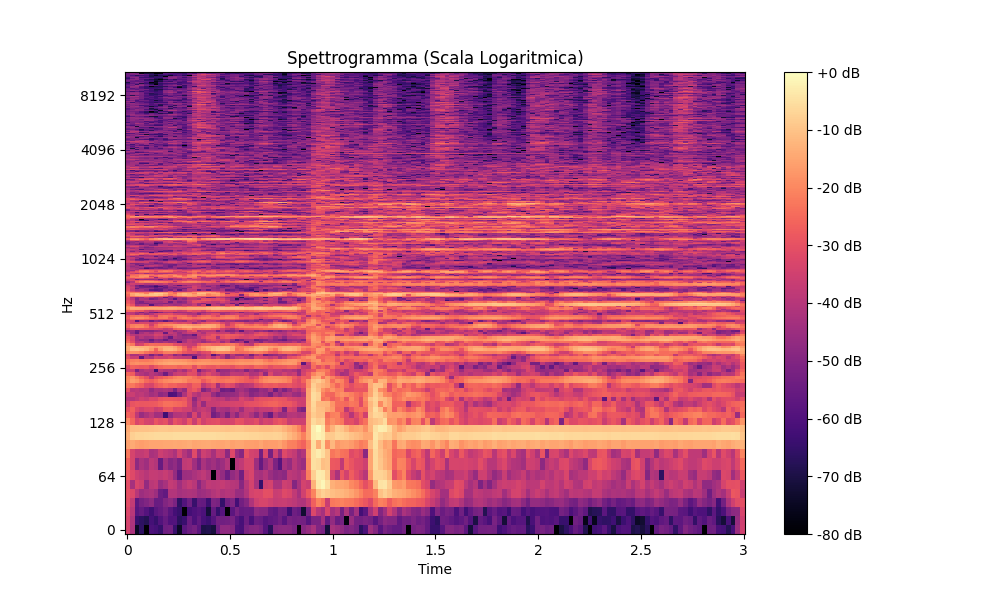 Spettrogramma (Scala Logaritmica)
Hz
8192
4096
2048
1024
512
256
128
64
0
0
0.5
1
1.5
2
2.5
3
Time
+0 dB
-10 dB
-20 dB
-30 dB
-40 dB
-50 dB
-60 dB
-70 dB
-80 dB